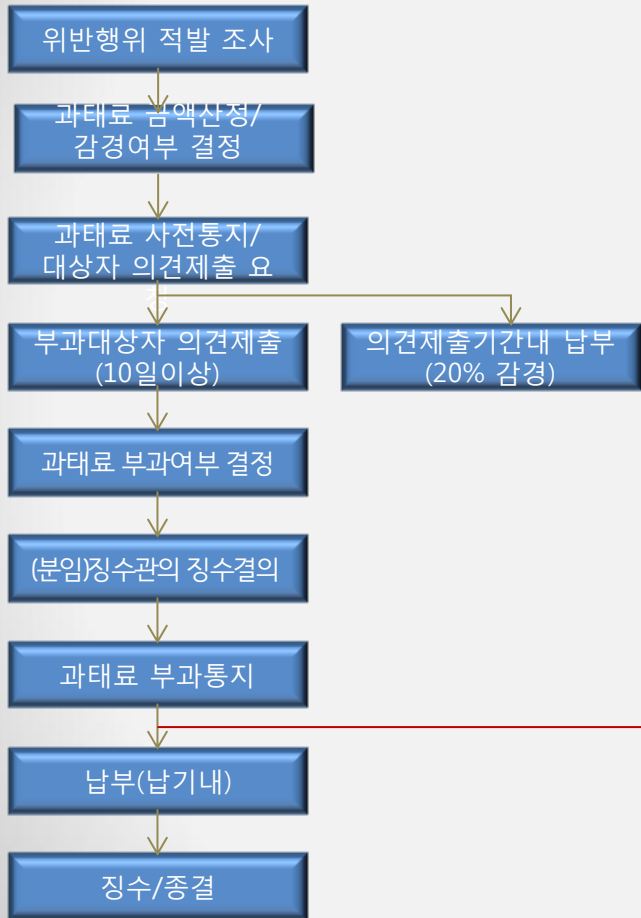 위반행위 적발 조사
과태료 금액산정/
감경여부 결정
과태료 사전통지/
대상자 의견제출 요
청
부과대상자 의견제출
(10일이상)
의견제출기간내 납부
(20% 감경)
과태료 부과여부 결정
(분임)징수관의 징수결의
과태료 부과통지
납부(납기내)
징수/종결